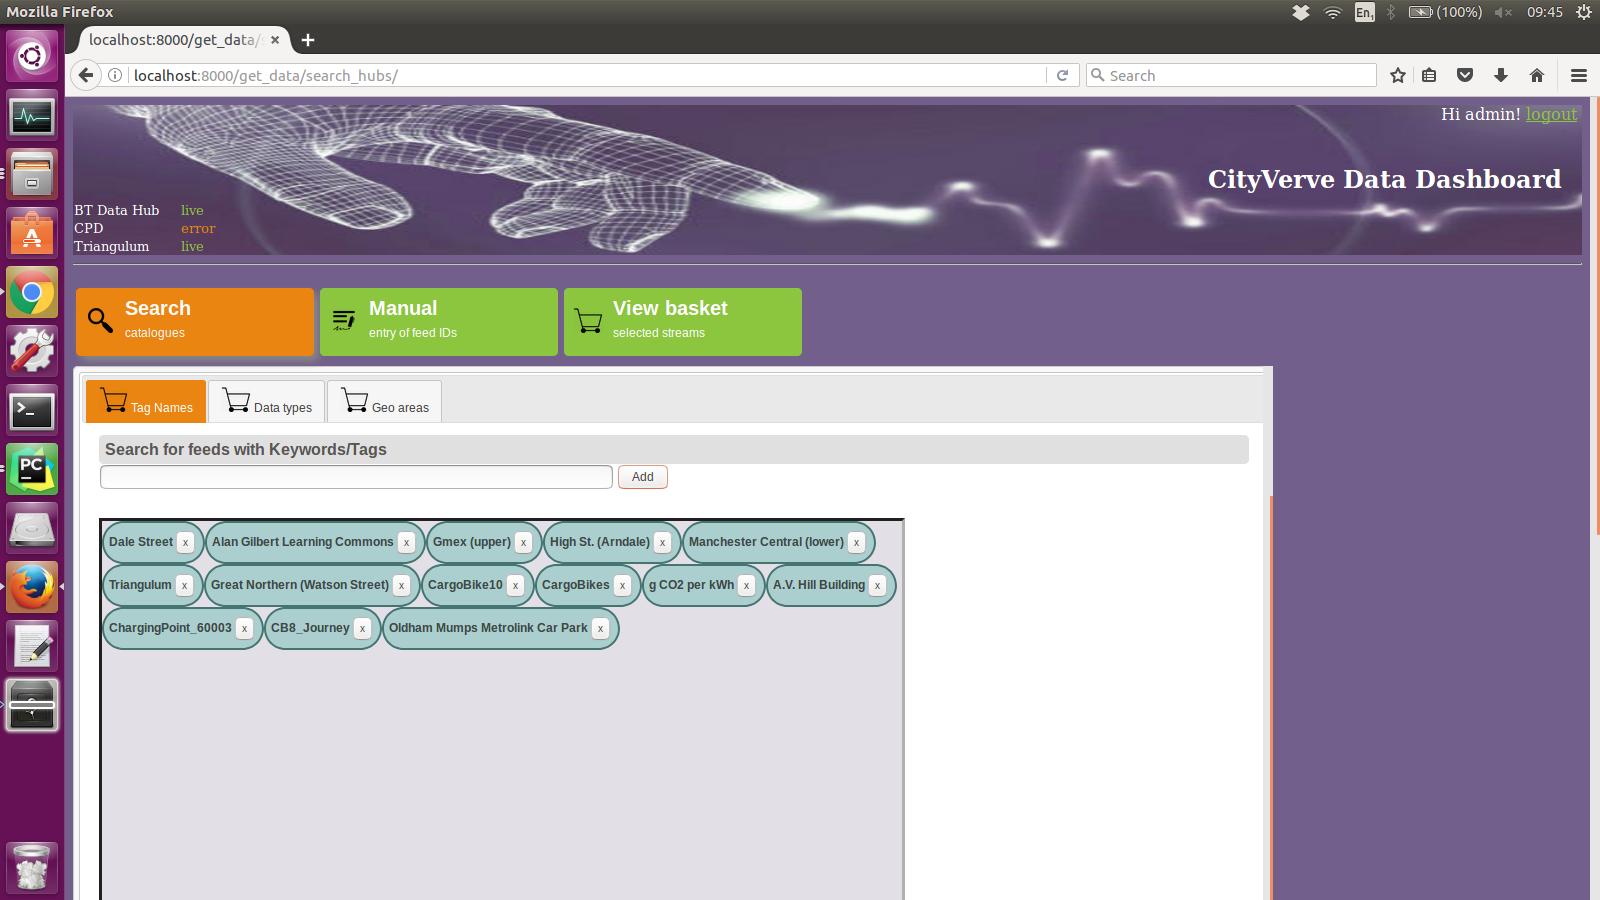 Mozilla Firefox
En1
(100%)
09:45
localhost:8000/get_data/s
localhost:8000/get_data/search_hubs/
Search
Hi admin! logout
CityVerve Data Dashboard
BT Data Hub live
CPD error
Triangulum live
Search
catalogues
Manual
entry of feed IDs
View basket
selected streams
Tag Names
Data types
Geo areas
Search for feeds with Keywords/Tags
Add
Dale Street x Alan Gilbert Learning Commons x Gmex (upper) x High St. (Arndale) x Manchester Central (lower) x
Triangulum x Great Northern (Watson Street) x CargoBike10 x CargoBikes x g CO2 per kWh x A.V. Hill Building x
ChargingPoint_60003 x CB8_Journey x Oldham Mumps Metrolink Car Park x
PC